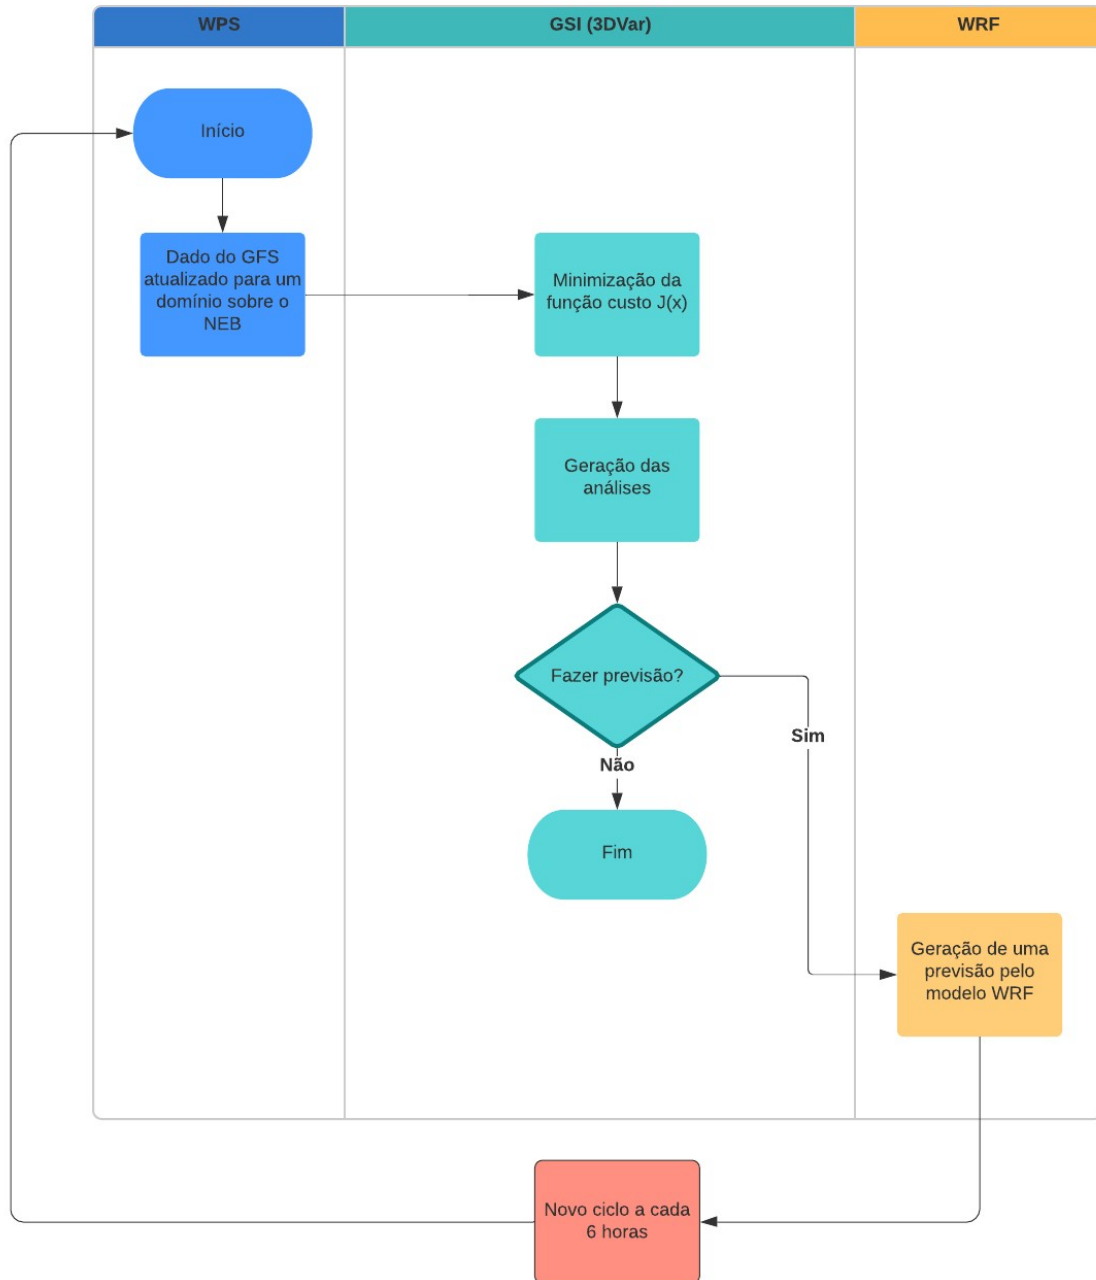 WPS
GSI (3DVar)
WRF
Início
Dado do GFS
atualizado para um
domínio sobre o
NEB
Minimização da
função custo J(x)
Geração das
análises
Fazer previsão?
Sim
Não
Fim
Geração de uma
previsão pelo
modelo WRF
Novo ciclo a cada
6 horas